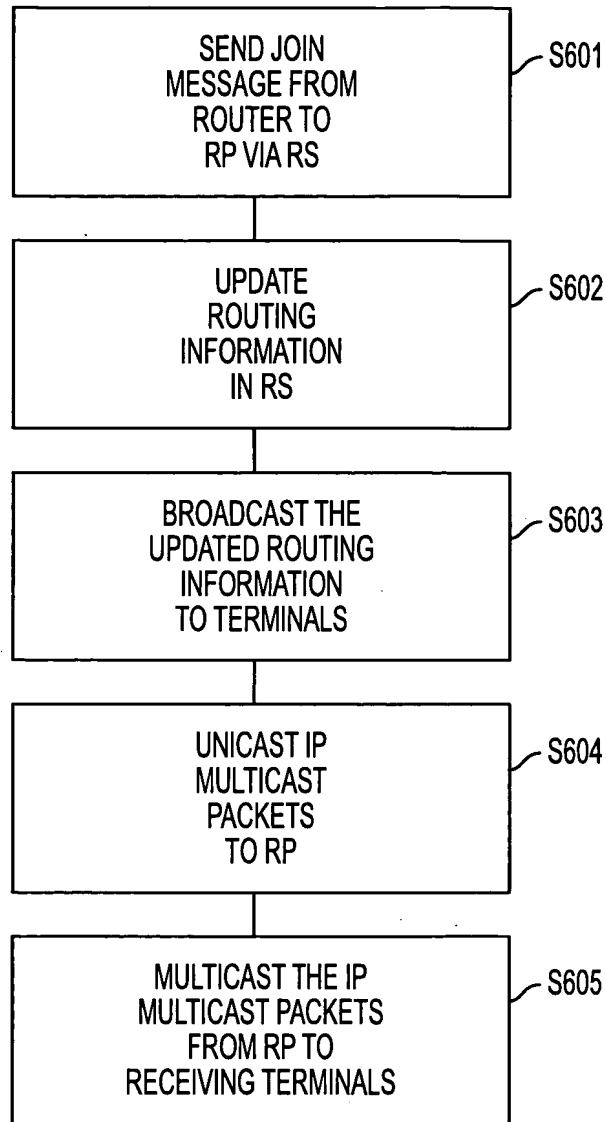 SEND JOIN
MESSAGE FROM
ROUTER TO
RP VIA RS
S601
UPDATE
ROUTING
INFORMATION
IN RS
S602
BROADCAST THE
UPDATED ROUTING
INFORMATION
TO TERMINALS
S603
UNICAST IP
MULTICAST
PACKETS
TO RP
S604
MULTICAST THE IP
MULTICAST PACKETS
FROM RP TO
RECEIVING TERMINALS
S605